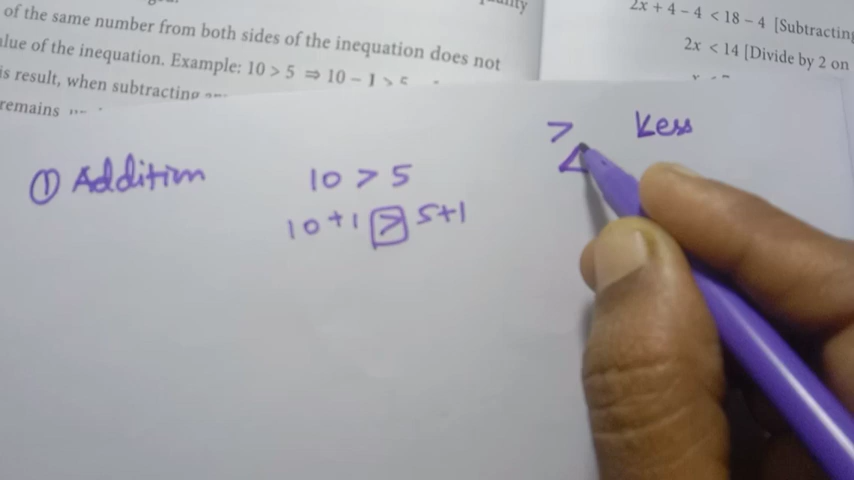 of the same number from both sides of the inequation does not
value of the inequation. Example: 10 > 5 ⇒ 10 − 1 > 5
is result, when subtracting
remains
2x + 4 − 4 < 18 − 4 [Subtracting
2x < 14 [Divide by 2 on
① Addition
10 > 5
10 +1 > 5+1
> Less
<